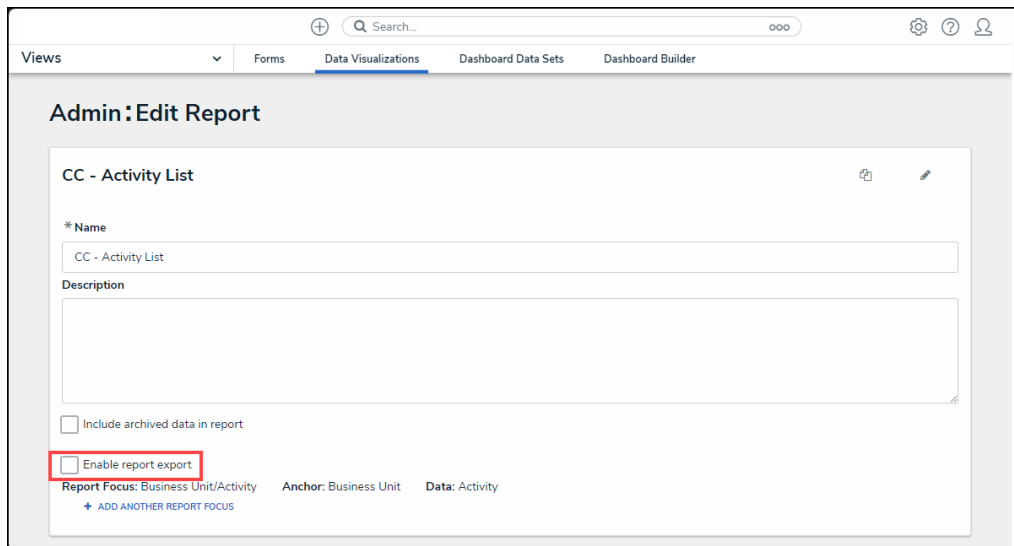 Search...
ooo
Views Forms Data Visualizations Dashboard Data Sets Dashboard Builder
Admin:Edit Report
CC - Activity List
* Name
CC - Activity List
Description
Include archived data in report
Enable report export
Report Focus: Business Unit/Activity Anchor: Business Unit Data: Activity
+ ADD ANOTHER REPORT FOCUS